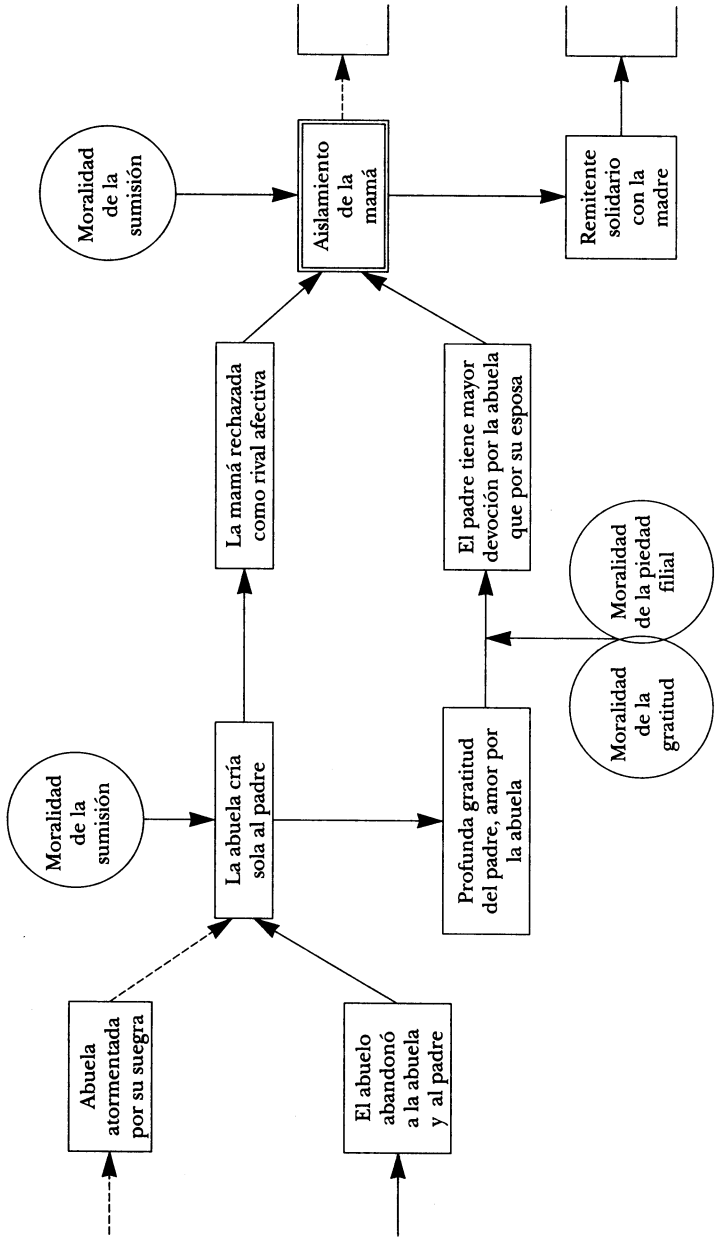 Abuela
atormentada
por su suegra
El abuelo
abandonó
a la abuela
y al padre
Moralidad
de la
sumisión
La abuela cría
sola al padre
Profunda gratitud
del padre, amor por
la abuela
Moralidad
de la
gratitud
Moralidad
de la piedad
filial
La mamá rechazada
como rival afectiva
El padre tiene mayor
devoción por la abuela
que por su esposa
Moralidad
de la
sumisión
Aislamiento
de la
mamá
Remitente
solidario
con la
madre